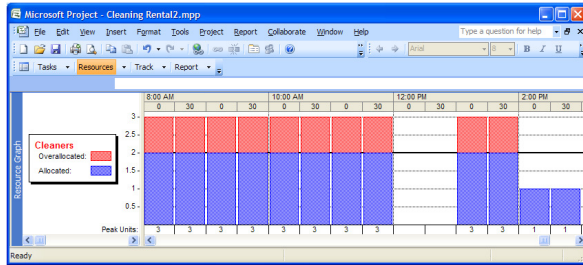 Microsoft Project - Cleaning Rental2.mpp
File Edit View Insert Format Tools Project Report Collaborate Window Help Type a question for help
Arial 8 B I U
Tasks Resources Track Report
8:00 AM 10:00 AM 12:00 PM 2:00 PM
0 30 0 30 0 30 0 30 0 30 0 30 0 30
Resource Graph
Cleaners
Overallocated:
Allocated:
3
2.5
2
1.5
1
0.5
Peak Units: 3 3 3 3 3 3 3 3 3 3 1 1
Ready